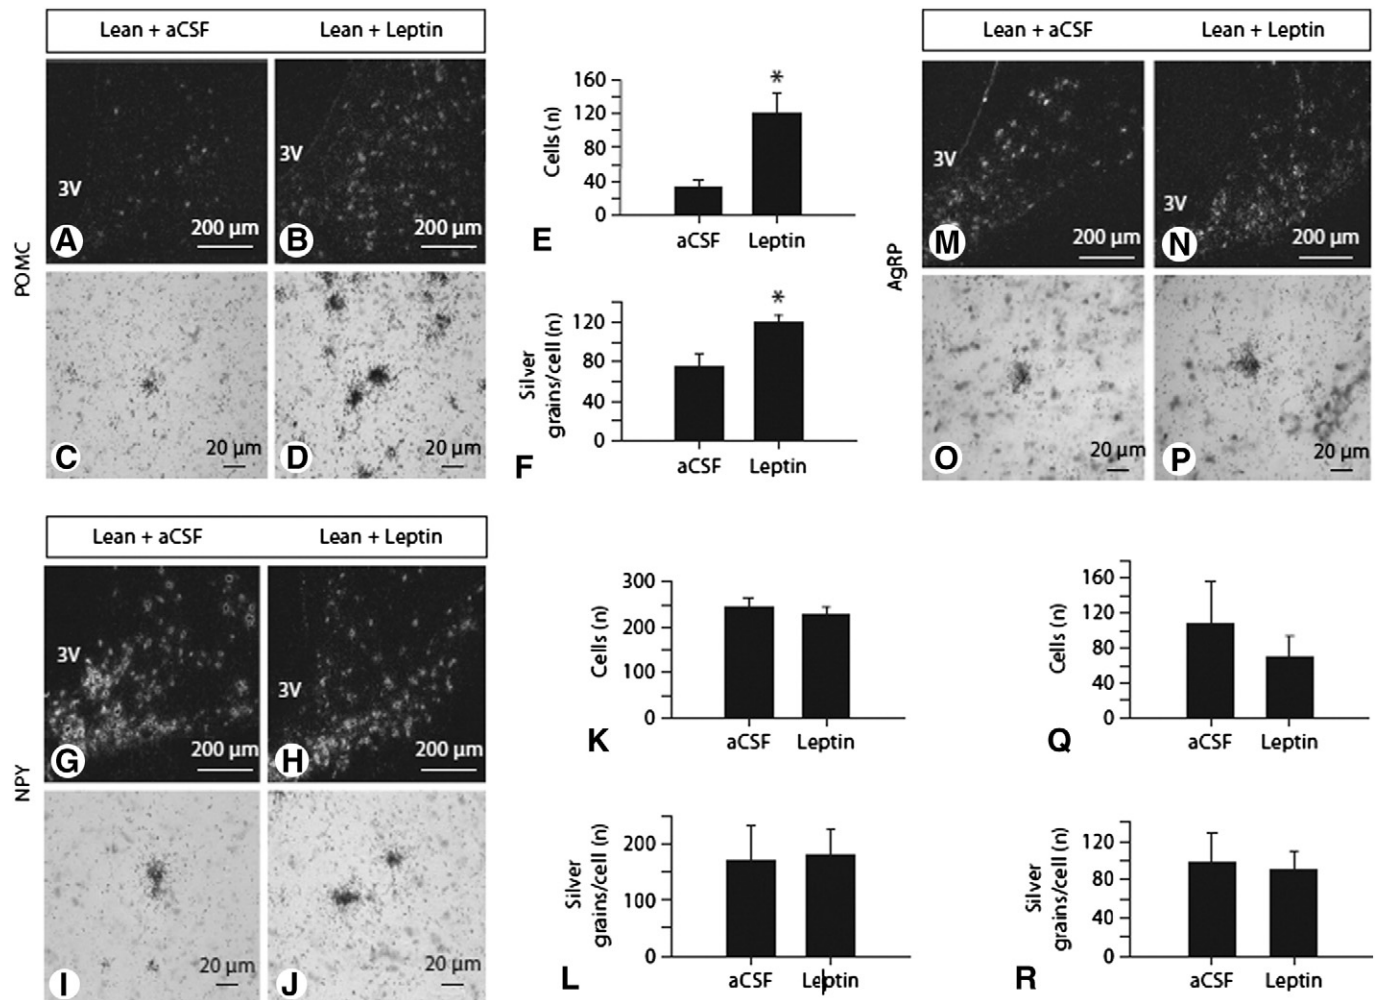 Lean + aCSF Lean + Leptin
3V
200 µm
A
3V
200 µm
B
POMC
20 µm
C
20 µm
D
160
120
80
40
0
Cells (n)
*
aCSF Leptin
E
120
80
40
0
Silver
grains/cell (n)
*
aCSF Leptin
F
Lean + aCSF Lean + Leptin
3V
200 µm
M
3V
200 µm
N
AgRP
20 µm
O
20 µm
P
Lean + aCSF Lean + Leptin
3V
200 µm
G
3V
200 µm
H
NPY
20 µm
I
20 µm
J
300
200
100
0
Cells (n)
aCSF Leptin
K
200
100
0
Silver
grains/cell (n)
aCSF Leptin
L
160
120
80
40
0
Cells (n)
aCSF Leptin
Q
120
80
40
0
Silver
grains/cell (n)
aCSF Leptin
R